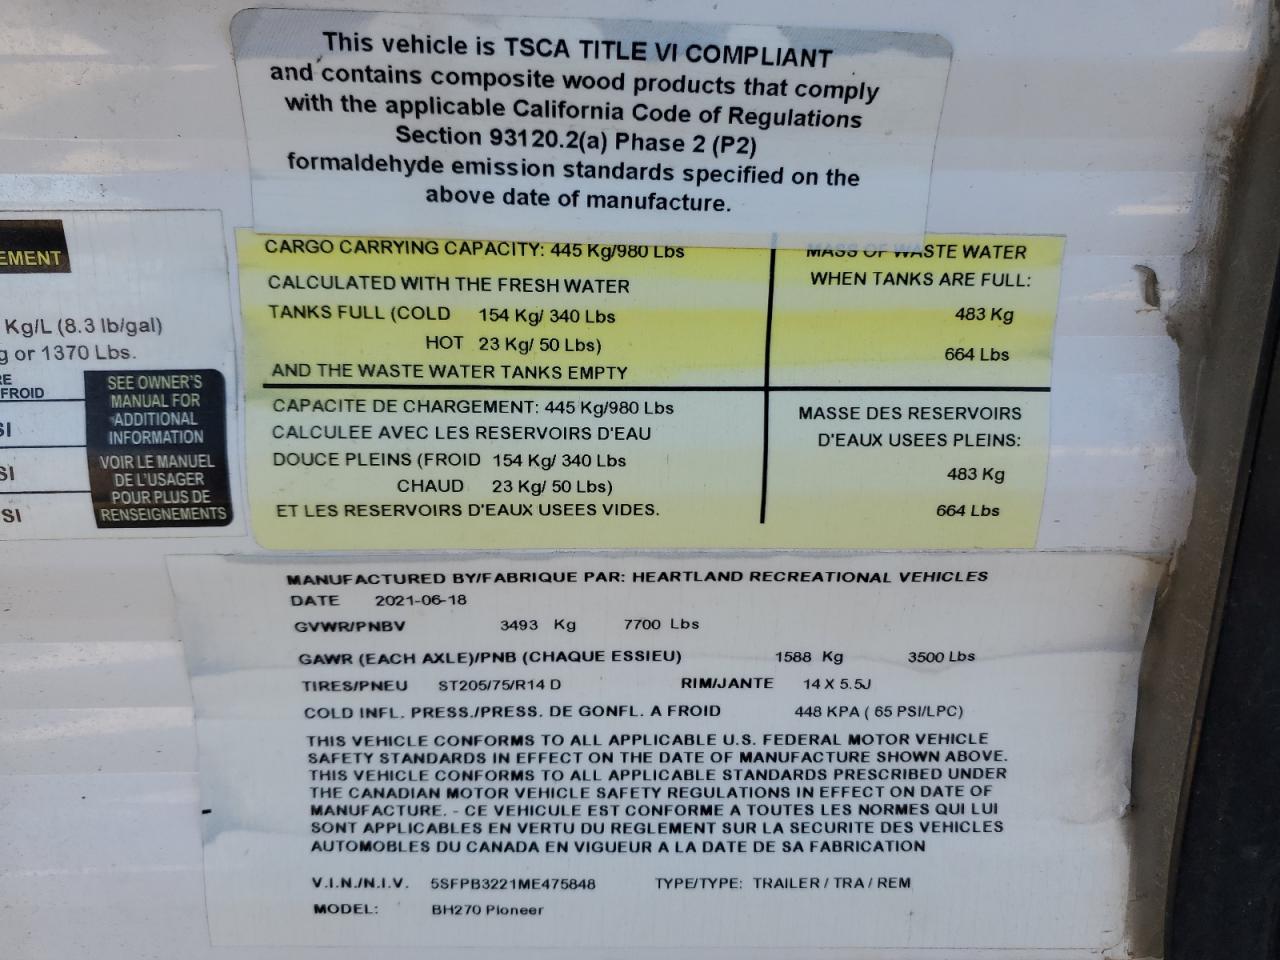 This vehicle is TSCA TITLE VI COMPLIANT
and contains composite wood products that comply
with the applicable California Code of Regulations
Section 93120.2(a) Phase 2 (P2)
formaldehyde emission standards specified on the
above date of manufacture.
EMENT
Kg/L (8.3 lb/gal)
g or 1370 Lbs.
RE
FROID
SI
SI
SI
SEE OWNER'S
MANUAL FOR
ADDITIONAL
INFORMATION
VOIR LE MANUEL
DE L'USAGER
POUR PLUS DE
RENSEIGNEMENTS
CARGO CARRYING CAPACITY: 445 Kg/980 Lbs
CALCULATED WITH THE FRESH WATER
TANKS FULL (COLD 154 Kg/ 340 Lbs
HOT 23 Kg/ 50 Lbs)
AND THE WASTE WATER TANKS EMPTY
MASS OF WASTE WATER
WHEN TANKS ARE FULL:
483 Kg
664 Lbs
CAPACITE DE CHARGEMENT: 445 Kg/980 Lbs
CALCULEE AVEC LES RESERVOIRS D'EAU
DOUCE PLEINS (FROID 154 Kg/ 340 Lbs
CHAUD 23 Kg/ 50 Lbs)
ET LES RESERVOIRS D'EAUX USEES VIDES.
MASSE DES RESERVOIRS
D'EAUX USEES PLEINS:
483 Kg
664 Lbs
MANUFACTURED BY/FABRIQUE PAR: HEARTLAND RECREATIONAL VEHICLES
DATE 2021-06-18
GVWR/PNBV 3493 Kg 7700 Lbs
GAWR (EACH AXLE)/PNB (CHAQUE ESSIEU) 1588 Kg 3500 Lbs
TIRES/PNEU ST205/75/R14 D RIM/JANTE 14 X 5.5J
COLD INFL. PRESS./PRESS. DE GONFL. A FROID 448 KPA ( 65 PSI/LPC)
THIS VEHICLE CONFORMS TO ALL APPLICABLE U.S. FEDERAL MOTOR VEHICLE
SAFETY STANDARDS IN EFFECT ON THE DATE OF MANUFACTURE SHOWN ABOVE.
THIS VEHICLE CONFORMS TO ALL APPLICABLE STANDARDS PRESCRIBED UNDER
THE CANADIAN MOTOR VEHICLE SAFETY REGULATIONS IN EFFECT ON DATE OF
MANUFACTURE. - CE VEHICULE EST CONFORME A TOUTES LES NORMES QUI LUI
SONT APPLICABLES EN VERTU DU REGLEMENT SUR LA SECURITE DES VEHICLES
AUTOMOBLES DU CANADA EN VIGUEUR A LA DATE DE SA FABRICATION
V.I.N./N.I.V. 5SFPB3221ME475848 TYPE/TYPE: TRAILER / TRA / REM
MODEL: BH270 Pioneer